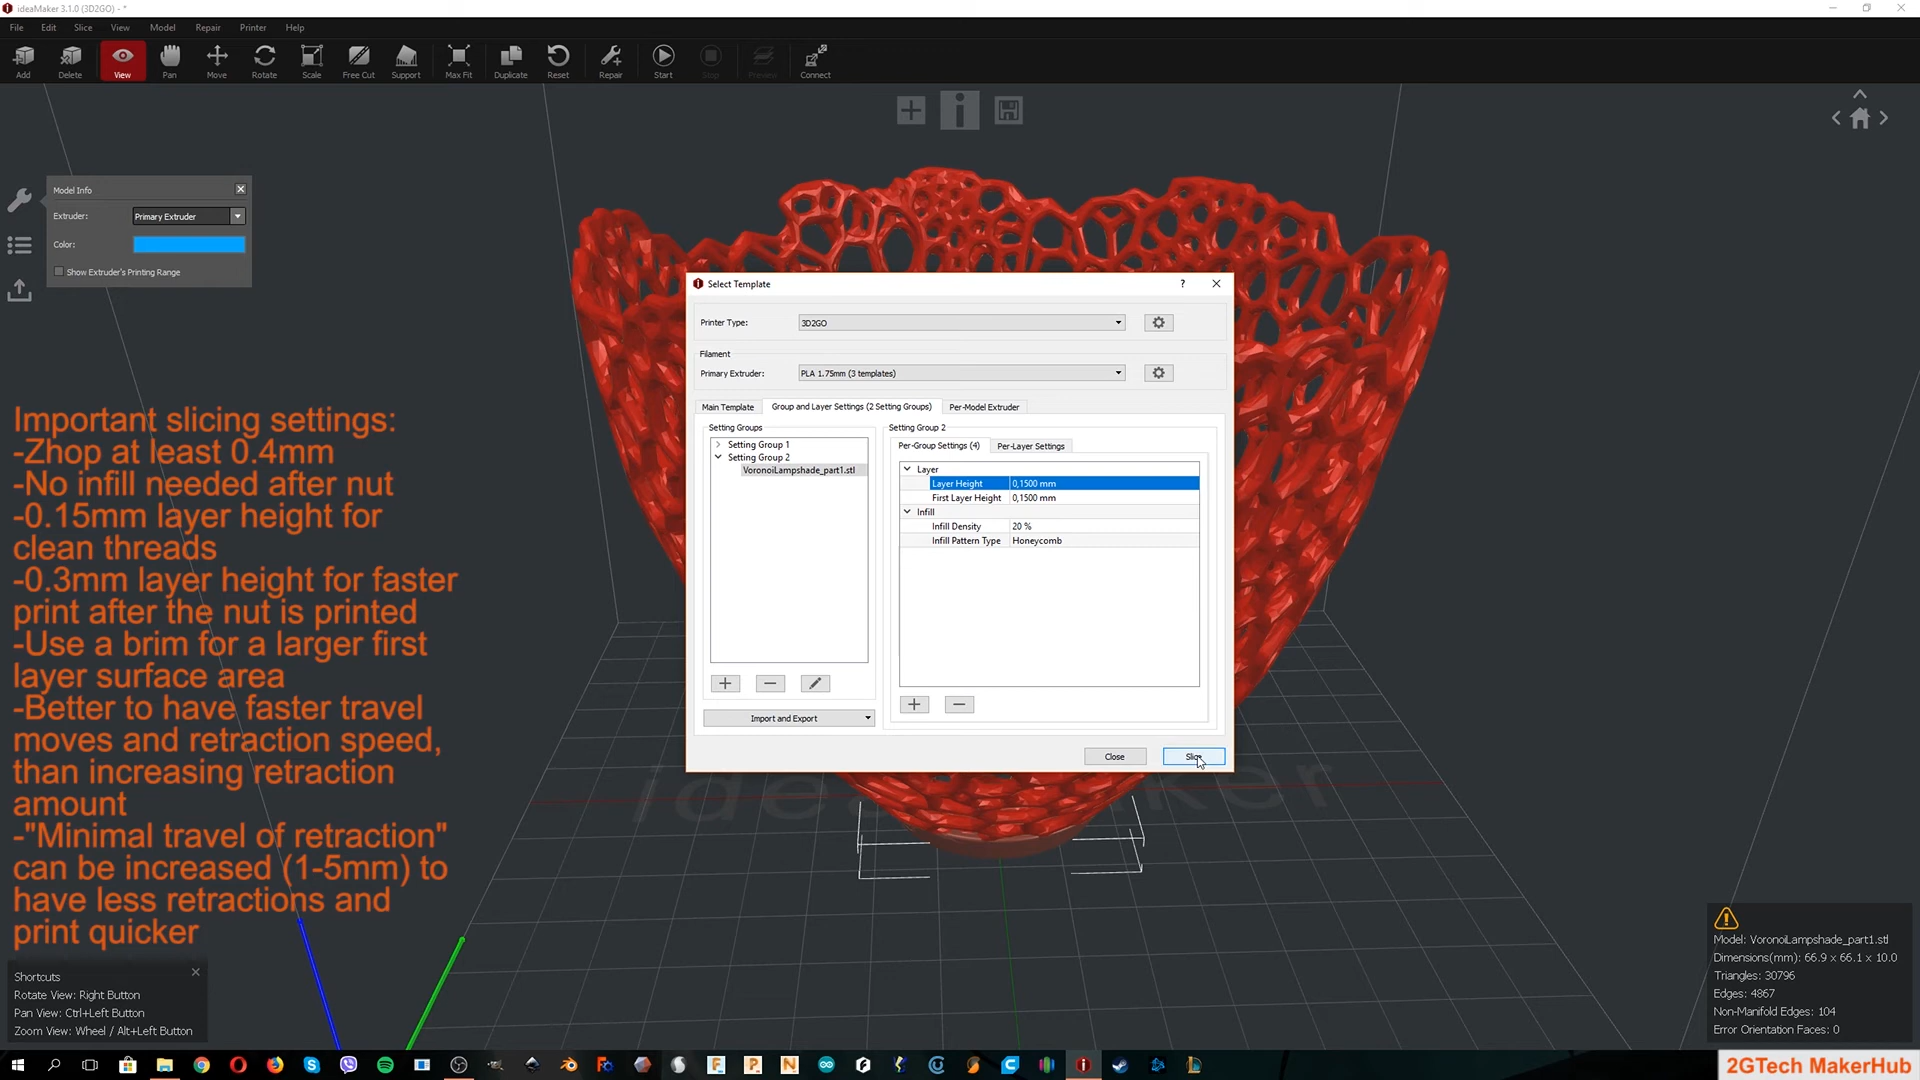 ideaMaker 3.1.0 (3D2GO) - *
File Edit Slice View Model Repair Printer Help
Add Delete View Pan Move Rotate Scale Free Cut Support Max Fit Duplicate Reset Repair Start Stop Preview Connect
Model Info
Extruder: Primary Extruder
Color:
Show Extruder's Printing Range
Important slicing settings:
-Zhop at least 0.4mm
-No infill needed after nut
-0.15mm layer height for
clean threads
-0.3mm layer height for faster
print after the nut is printed
-Use a brim for a larger first
layer surface area
-Better to have faster travel
moves and retraction speed,
than increasing retraction
amount
-"Minimal travel of retraction"
can be increased (1-5mm) to
have less retractions and
print quicker
Select Template
?
Printer Type: 3D2GO
Filament
Primary Extruder: PLA 1.75mm (3 templates)
Main Template Group and Layer Settings (2 Setting Groups) Per-Model Extruder
Setting Groups
Setting Group 1
Setting Group 2
VoronoiLampshade_part1.stl
Import and Export
Setting Group 2
Per-Group Settings (4) Per-Layer Settings
Layer
Layer Height 0,1500 mm
First Layer Height 0,1500 mm
Infill
Infill Density 20 %
Infill Pattern Type Honeycomb
Close Slice
ideaMaker
Shortcuts
Rotate View: Right Button
Pan View: Ctrl+Left Button
Zoom View: Wheel / Alt+Left Button
Model: VoronoiLampshade_part1.stl
Dimensions(mm): 66.9 x 66.1 x 10.0
Triangles: 30796
Edges: 4867
Non-Manifold Edges: 104
Error Orientation Faces: 0
2GTech MakerHub